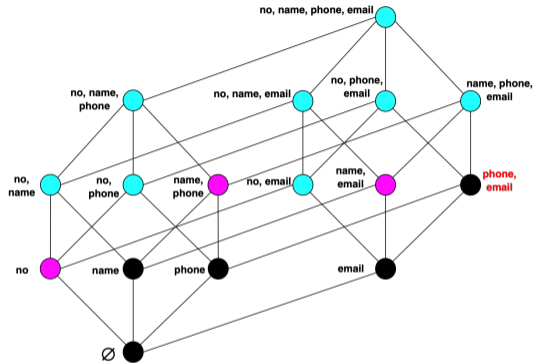 no, name, phone, email
no, name,
phone
no, name, email
no, phone,
email
name, phone,
email
no,
name
no,
phone
name,
phone
no, email
name,
email
phone,
email
no
name
phone
email
∅